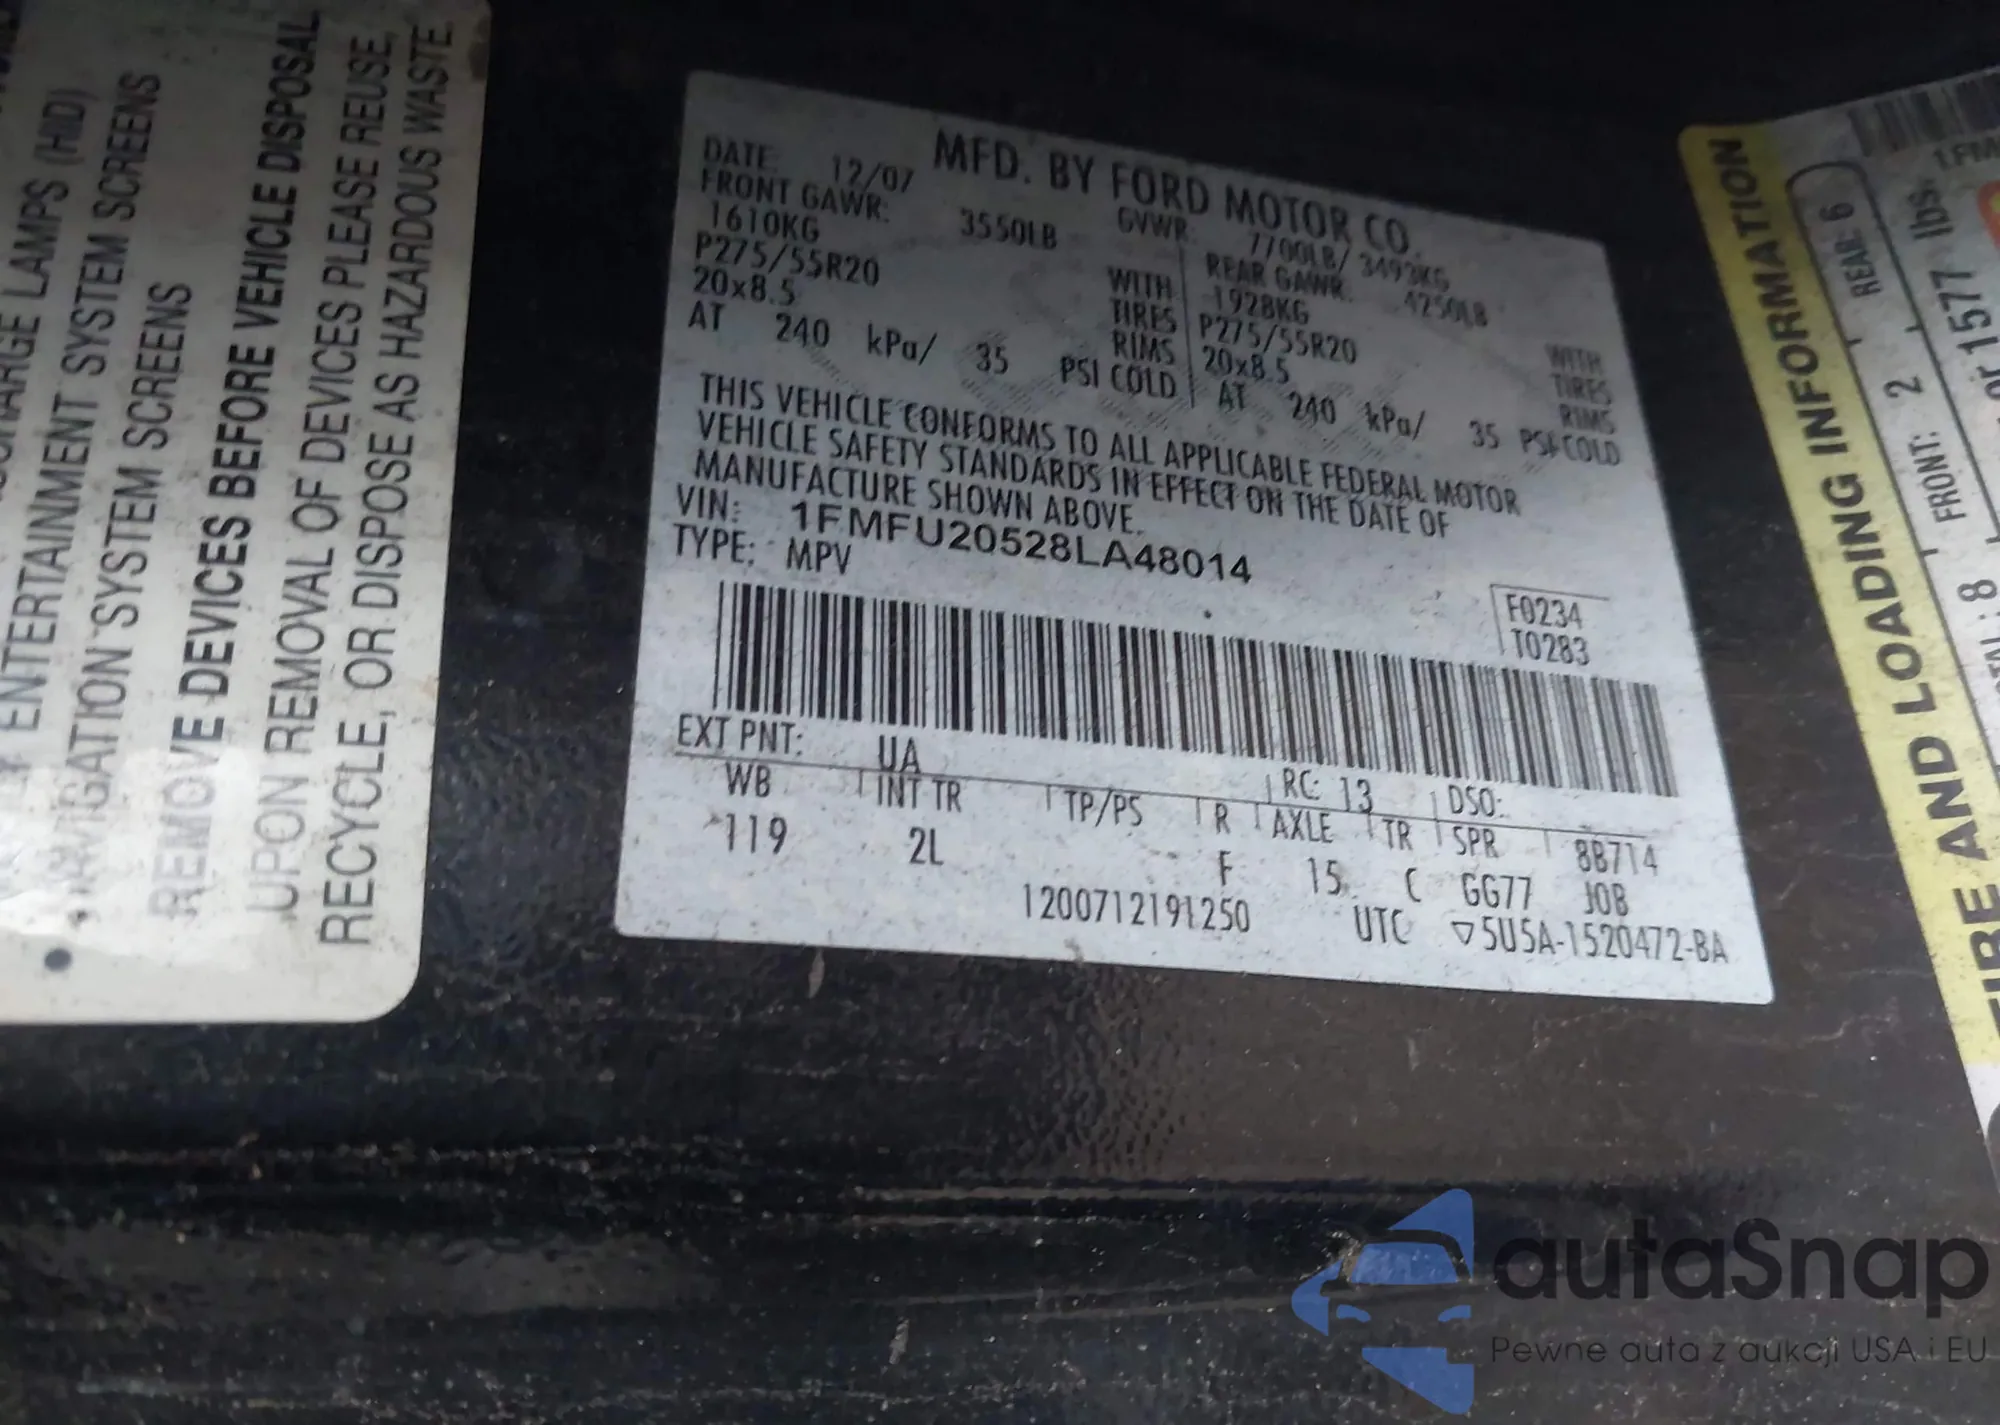 CHARGE LAMPS (HID)
ENTERTAINMENT SYSTEM SCREENS
NAVIGATION SYSTEM SCREENS
REMOVE DEVICES BEFORE VEHICLE DISPOSAL
UPON REMOVAL OF DEVICES PLEASE REUSE,
RECYCLE, OR DISPOSE AS HAZARDOUS WASTE.
MFD. BY FORD MOTOR CO.
DATE: 12/07 GVWR: 7700LB/ 3493KG
FRONT GAWR: 3550LB REAR GAWR: 4250LB
1610KG WITH 1928KG WITH
P275/55R20 TIRES P275/55R20 TIRES
20x8.5 RIMS 20x8.5 RIMS
AT 240 kPa/ 35 PSI COLD AT 240 kPa/ 35 PSI COLD
THIS VEHICLE CONFORMS TO ALL APPLICABLE FEDERAL MOTOR
VEHICLE SAFETY STANDARDS IN EFFECT ON THE DATE OF
MANUFACTURE SHOWN ABOVE.
VIN: 1FMFU20528LA48014
TYPE: MPV
F0234
T0283
EXT PNT: UA RC: 13 DSO:
WB INT TR TP/PS R AXLE TR SPR 8B714
119 2L F 15 C GG77 JOB
1200712191250 UTC ▽5U5A-1520472-BA
TIRE AND LOADING INFORMATION
1FM
REAR: 6
FRONT: 2
or 1577 lbs.
: 8
autaSnap
Pewne auta z aukcji USA i EU